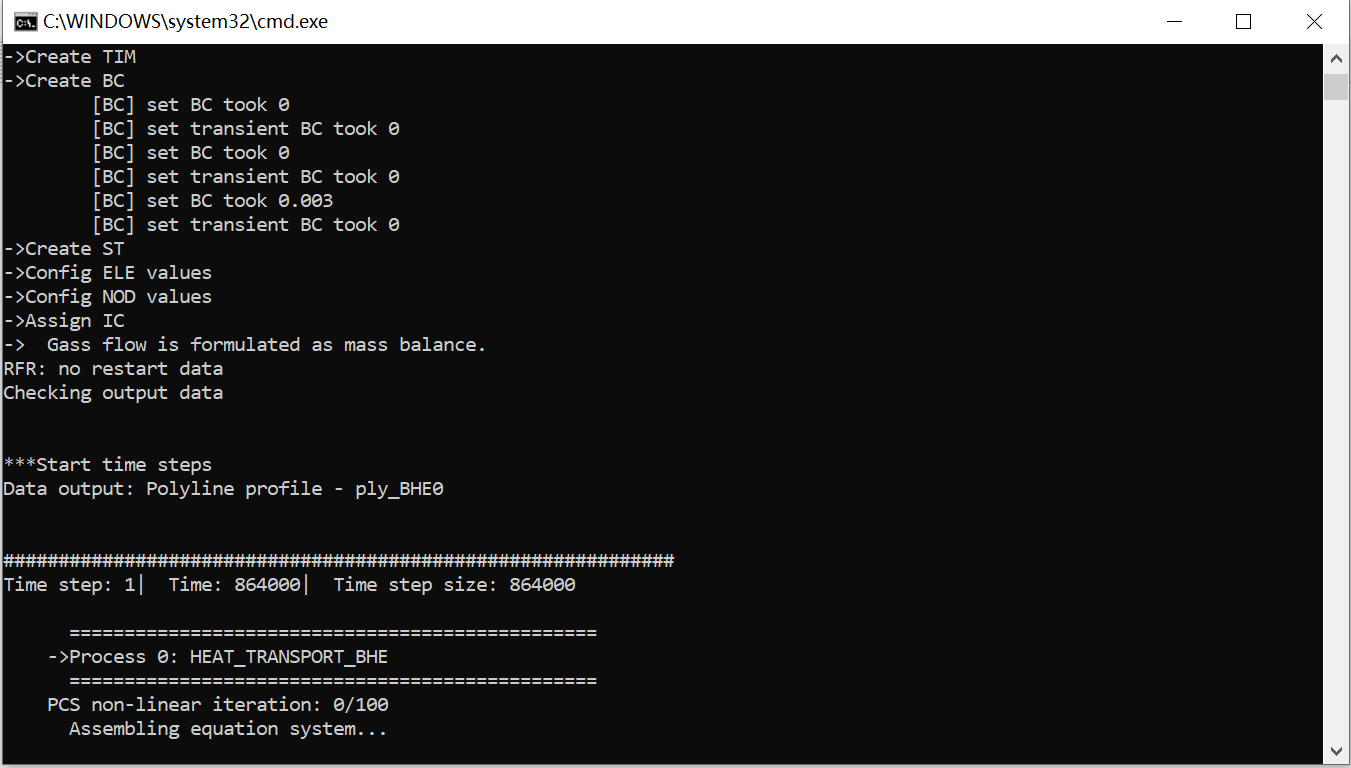 C:\WINDOWS\system32\cmd.exe
->Create TIM
->Create BC
[BC] set BC took 0
[BC] set transient BC took 0
[BC] set BC took 0
[BC] set transient BC took 0
[BC] set BC took 0.003
[BC] set transient BC took 0
->Create ST
->Config ELE values
->Config NOD values
->Assign IC
->  Gass flow is formulated as mass balance.
RFR: no restart data
Checking output data
***Start time steps
Data output: Polyline profile - ply_BHE0
#############################################################
Time step: 1|  Time: 864000|  Time step size: 864000
================================================
->Process 0: HEAT_TRANSPORT_BHE
================================================
PCS non-linear iteration: 0/100
Assembling equation system...